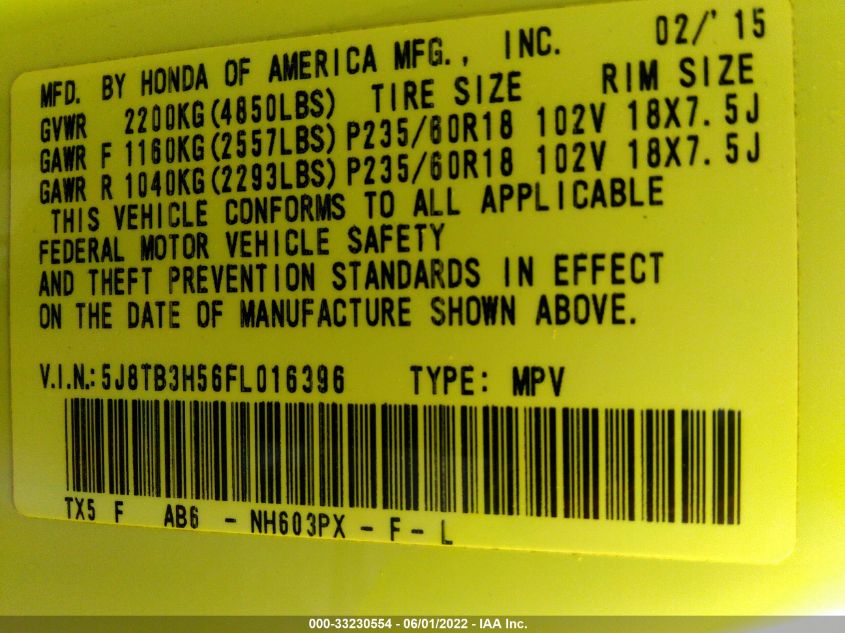 MFD. BY HONDA OF AMERICA MFG., INC. 02/'15
GVWR 2200KG(4850LBS) TIRE SIZE RIM SIZE
GAWR F 1160KG(2557LBS) P235/60R18 102V 18X7.5J
GAWR R 1040KG(2293LBS) P235/60R18 102V 18X7.5J
THIS VEHICLE CONFORMS TO ALL APPLICABLE
FEDERAL MOTOR VEHICLE SAFETY
AND THEFT PREVENTION STANDARDS IN EFFECT
ON THE DATE OF MANUFACTURE SHOWN ABOVE.
V.I.N.:5J8TB3H56FL016396 TYPE: MPV
TX5 F AB6 - NH603PX - F - L
000-33230554 - 06/01/2022 - IAA Inc.